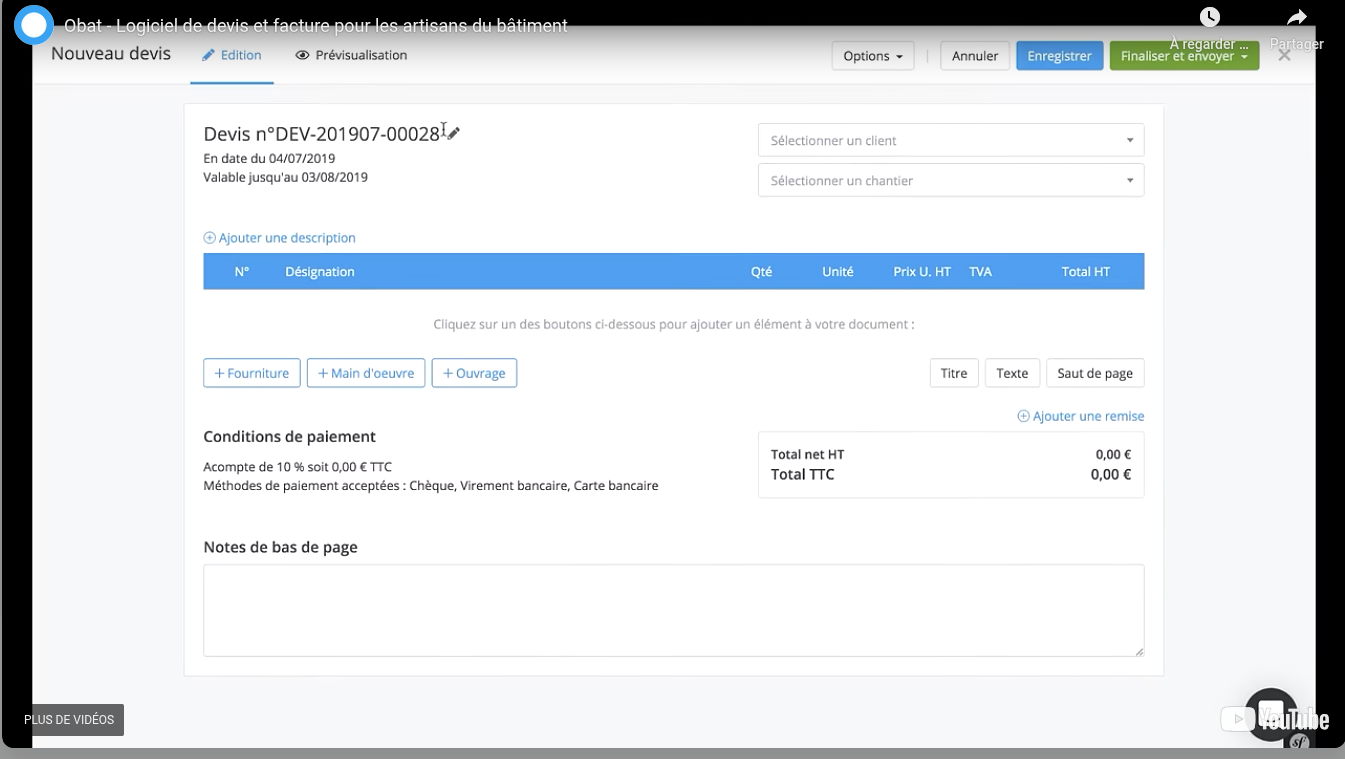 Obat - Logiciel de devis et facture pour les artisans du bâtiment
À regarder ...
Partager
Nouveau devis
Edition
Prévisualisation
Options
Annuler
Enregistrer
Finaliser et envoyer
Devis n°DEV-201907-00028
En date du 04/07/2019
Valable jusqu'au 03/08/2019
Sélectionner un client
Sélectionner un chantier
Ajouter une description
N° Désignation Qté Unité Prix U. HT TVA Total HT
Cliquez sur un des boutons ci-dessous pour ajouter un élément à votre document :
+ Fourniture
+ Main d'oeuvre
+ Ouvrage
Titre
Texte
Saut de page
Ajouter une remise
Conditions de paiement
Acompte de 10 % soit 0,00 € TTC
Méthodes de paiement acceptées : Chèque, Virement bancaire, Carte bancaire
Total net HT 0,00 €
Total TTC 0,00 €
Notes de bas de page
PLUS DE VIDÉOS
YouTube
sf